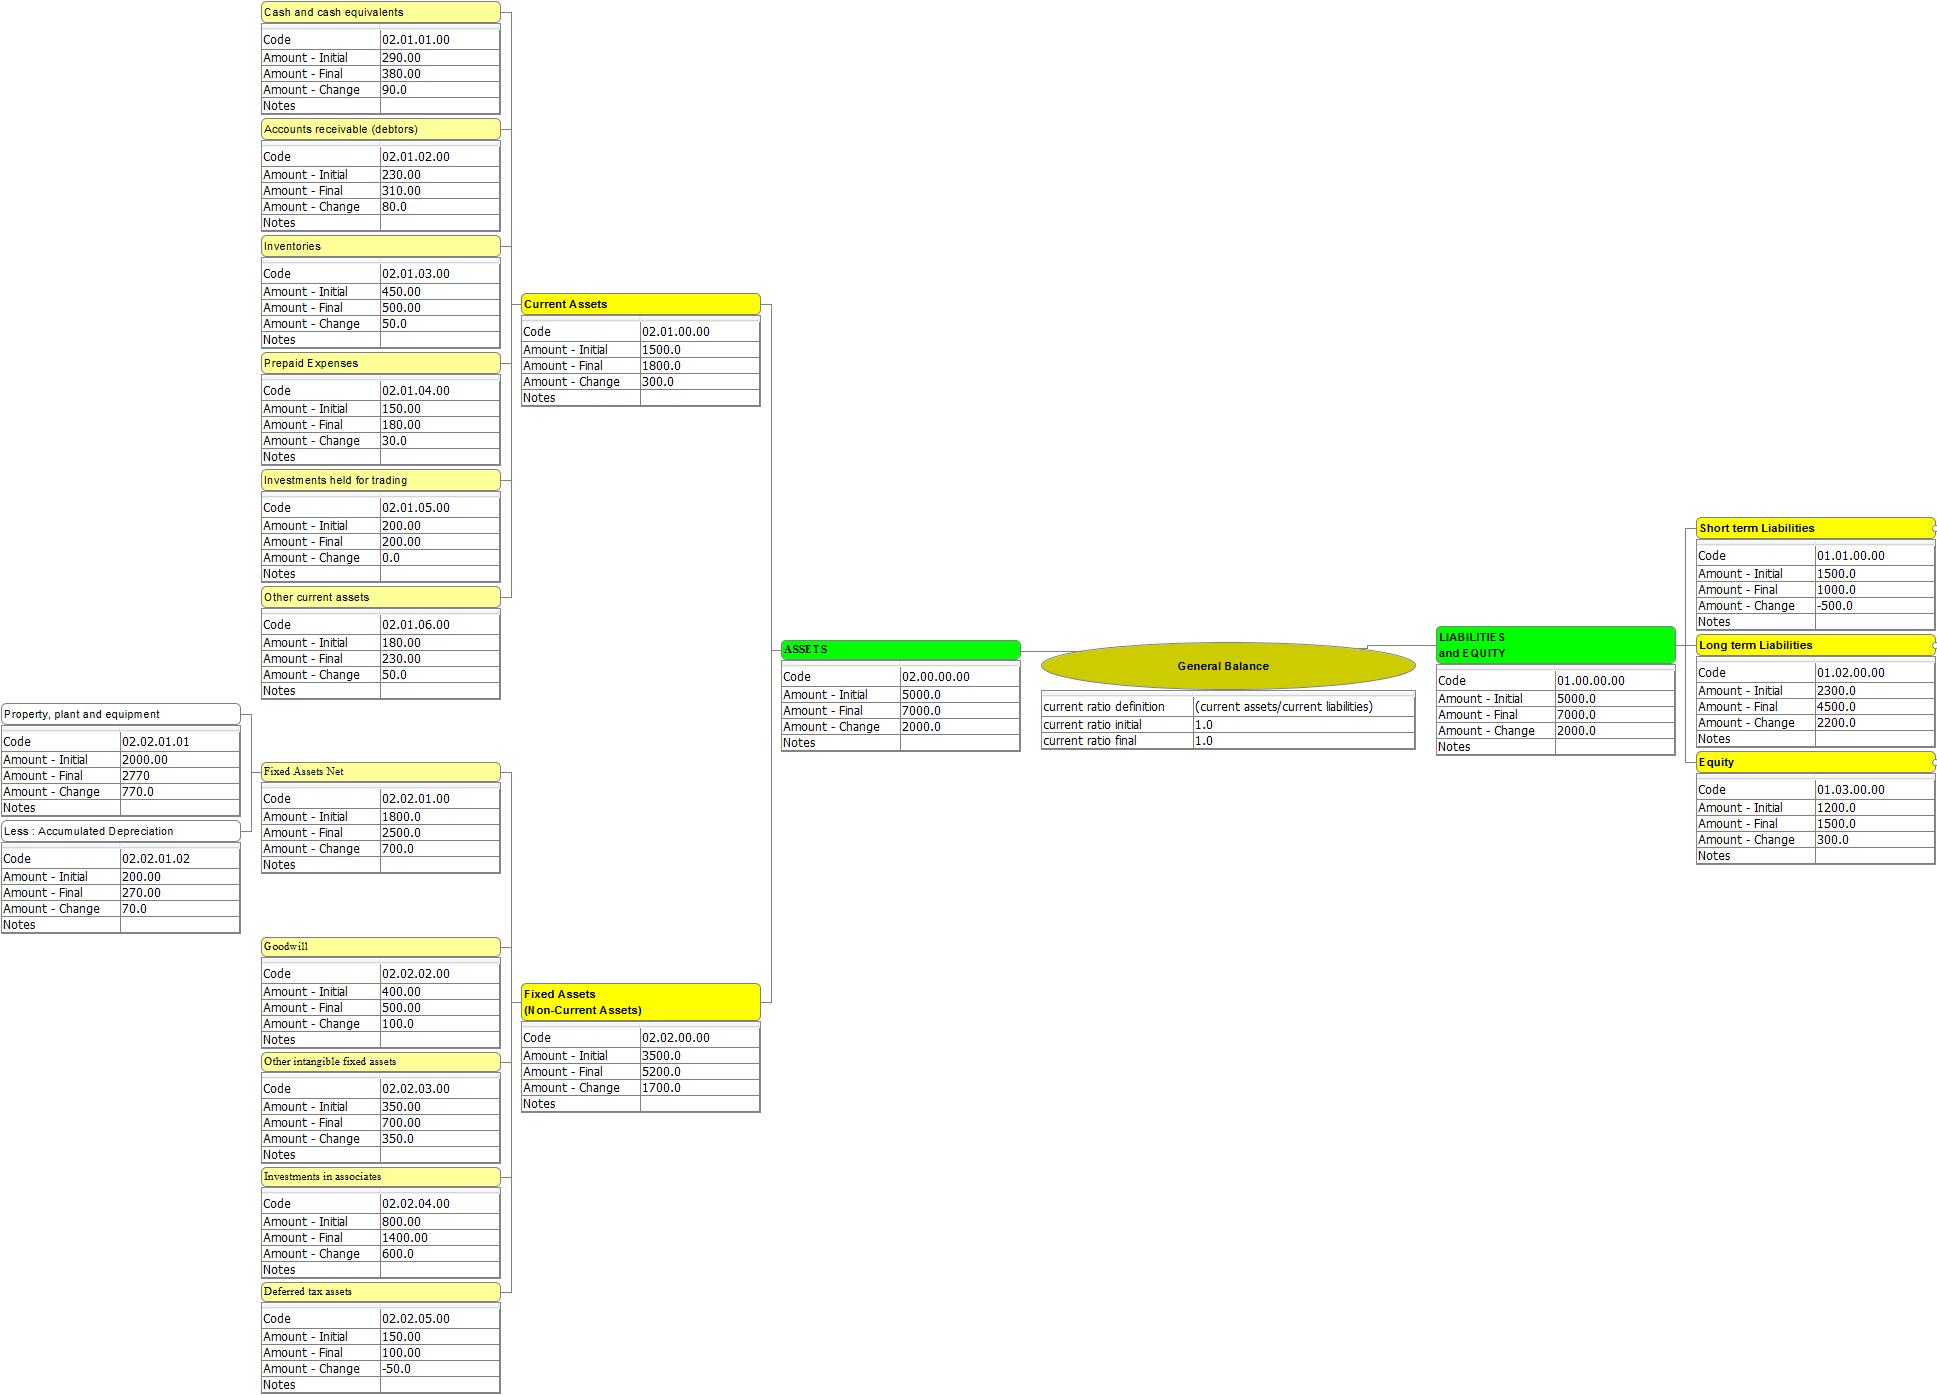 Cash and cash equivalents
Code 02.01.01.00
Amount - Initial 290.00
Amount - Final 380.00
Amount - Change 90.0
Notes
Accounts receivable (debtors)
Code 02.01.02.00
Amount - Initial 230.00
Amount - Final 310.00
Amount - Change 80.0
Notes
Inventories
Code 02.01.03.00
Amount - Initial 450.00
Amount - Final 500.00
Amount - Change 50.0
Notes
Prepaid Expenses
Code 02.01.04.00
Amount - Initial 150.00
Amount - Final 180.00
Amount - Change 30.0
Notes
Investments held for trading
Code 02.01.05.00
Amount - Initial 200.00
Amount - Final 200.00
Amount - Change 0.0
Notes
Other current assets
Code 02.01.06.00
Amount - Initial 180.00
Amount - Final 230.00
Amount - Change 50.0
Notes
Current Assets
Code 02.01.00.00
Amount - Initial 1500.0
Amount - Final 1800.0
Amount - Change 300.0
Notes
Property, plant and equipment
Code 02.02.01.01
Amount - Initial 2000.00
Amount - Final 2770
Amount - Change 770.0
Notes
Less : Accumulated Depreciation
Code 02.02.01.02
Amount - Initial 200.00
Amount - Final 270.00
Amount - Change 70.0
Notes
Fixed Assets Net
Code 02.02.01.00
Amount - Initial 1800.0
Amount - Final 2500.0
Amount - Change 700.0
Notes
Goodwill
Code 02.02.02.00
Amount - Initial 400.00
Amount - Final 500.00
Amount - Change 100.0
Notes
Other intangible fixed assets
Code 02.02.03.00
Amount - Initial 350.00
Amount - Final 700.00
Amount - Change 350.0
Notes
Investments in associates
Code 02.02.04.00
Amount - Initial 800.00
Amount - Final 1400.00
Amount - Change 600.0
Notes
Deferred tax assets
Code 02.02.05.00
Amount - Initial 150.00
Amount - Final 100.00
Amount - Change -50.0
Notes
Fixed Assets
(Non-Current Assets)
Code 02.02.00.00
Amount - Initial 3500.0
Amount - Final 5200.0
Amount - Change 1700.0
Notes
ASSETS
Code 02.00.00.00
Amount - Initial 5000.0
Amount - Final 7000.0
Amount - Change 2000.0
Notes
General Balance
current ratio definition (current assets/current liabilities)
current ratio initial 1.0
current ratio final 1.0
LIABILITIES
and EQUITY
Code 01.00.00.00
Amount - Initial 5000.0
Amount - Final 7000.0
Amount - Change 2000.0
Notes
Short term Liabilities
Code 01.01.00.00
Amount - Initial 1500.0
Amount - Final 1000.0
Amount - Change -500.0
Notes
Long term Liabilities
Code 01.02.00.00
Amount - Initial 2300.0
Amount - Final 4500.0
Amount - Change 2200.0
Notes
Equity
Code 01.03.00.00
Amount - Initial 1200.0
Amount - Final 1500.0
Amount - Change 300.0
Notes